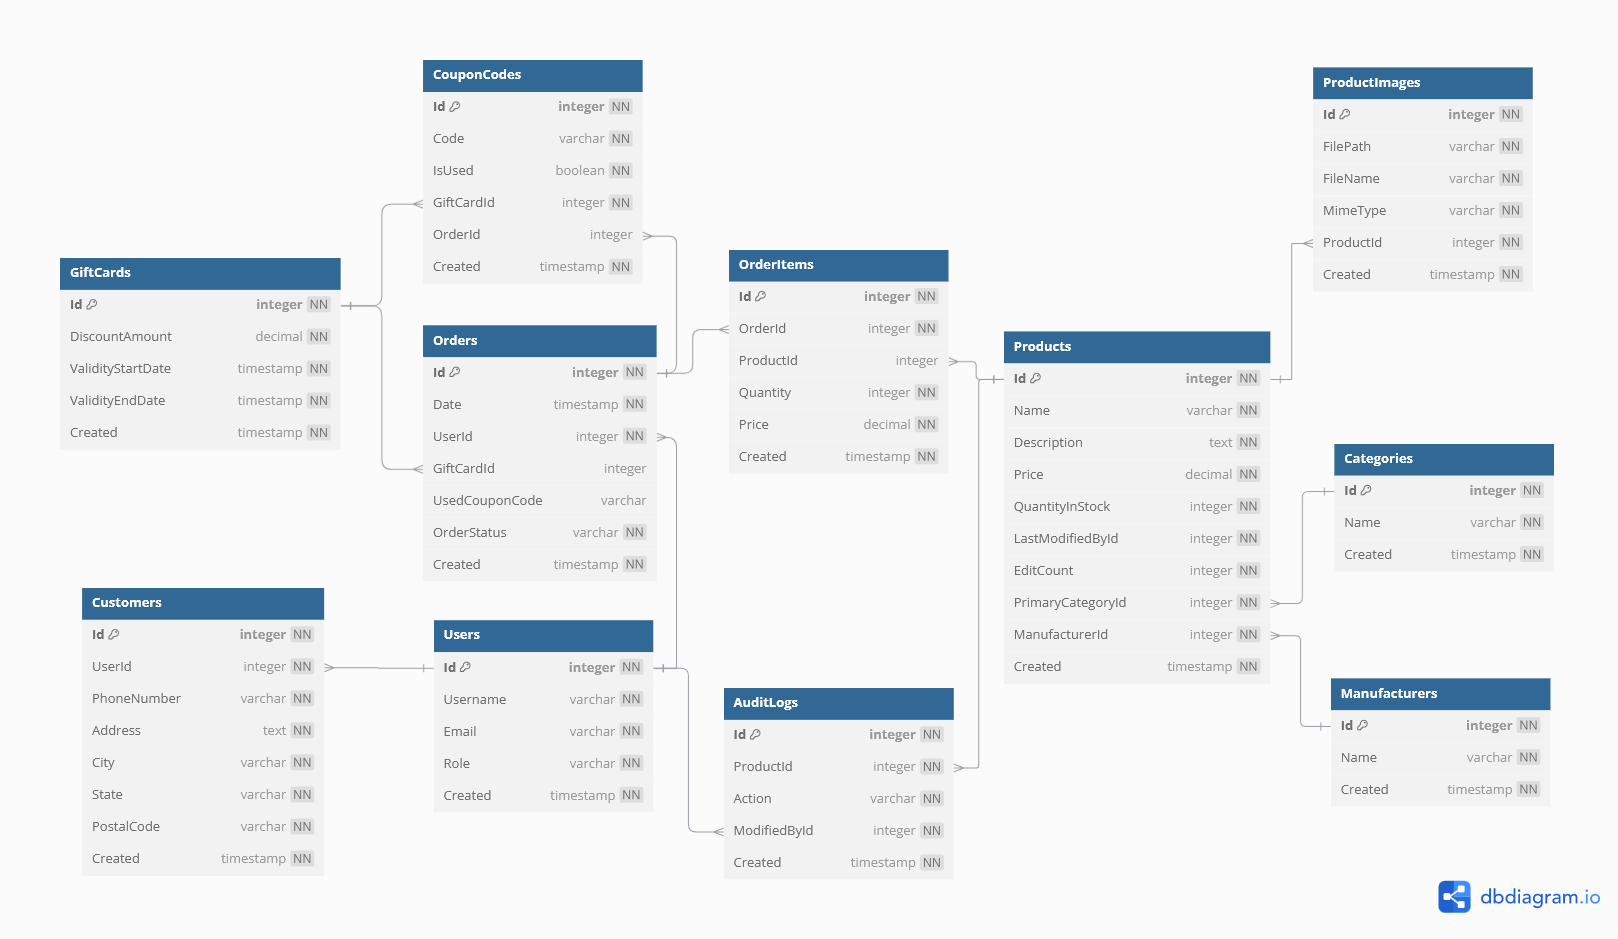 CouponCodes
Id integer NN
Code varchar NN
IsUsed boolean NN
GiftCardId integer NN
OrderId integer
Created timestamp NN
ProductImages
Id integer NN
FilePath varchar NN
FileName varchar NN
MimeType varchar NN
ProductId integer NN
Created timestamp NN
GiftCards
Id integer NN
DiscountAmount decimal NN
ValidityStartDate timestamp NN
ValidityEndDate timestamp NN
Created timestamp NN
OrderItems
Id integer NN
OrderId integer NN
ProductId integer
Quantity integer NN
Price decimal NN
Created timestamp NN
Orders
Id integer NN
Date timestamp NN
UserId integer NN
GiftCardId integer
UsedCouponCode varchar
OrderStatus varchar NN
Created timestamp NN
Products
Id integer NN
Name varchar NN
Description text NN
Price decimal NN
QuantityInStock integer NN
LastModifiedById integer NN
EditCount integer NN
PrimaryCategoryId integer NN
ManufacturerId integer NN
Created timestamp NN
Categories
Id integer NN
Name varchar NN
Created timestamp NN
Customers
Id integer NN
UserId integer NN
PhoneNumber varchar NN
Address text NN
City varchar NN
State varchar NN
PostalCode varchar NN
Created timestamp NN
Users
Id integer NN
Username varchar NN
Email varchar NN
Role varchar NN
Created timestamp NN
AuditLogs
Id integer NN
ProductId integer NN
Action varchar NN
ModifiedById integer NN
Created timestamp NN
Manufacturers
Id integer NN
Name varchar NN
Created timestamp NN
dbdiagram.io